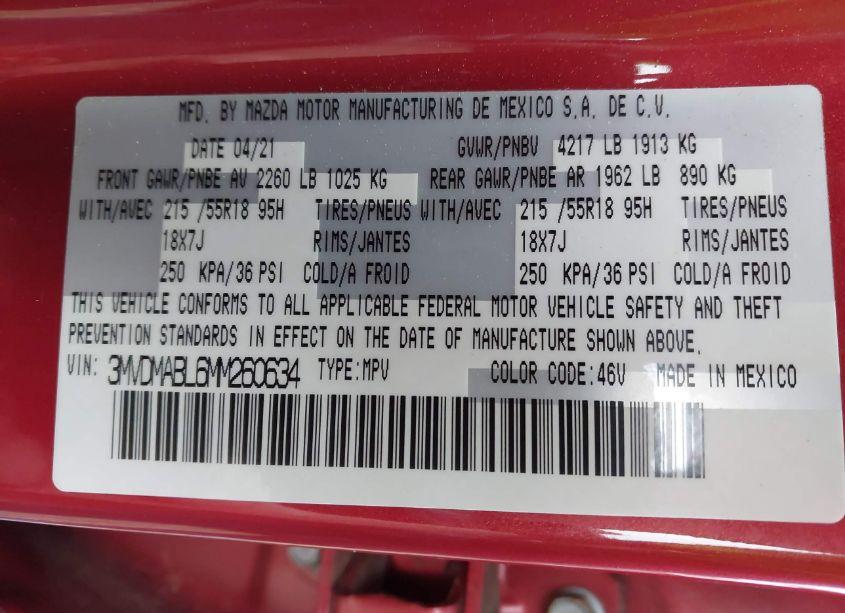 MFD. BY MAZDA MOTOR MANUFACTURING DE MEXICO S.A. DE C.V.
DATE 04/21 GVWR/PNBV 4217 LB 1913 KG
FRONT GAWR/PNBE AV 2260 LB 1025 KG REAR GAWR/PNBE AR 1962 LB 890 KG
WITH/AVEC 215 /55R18 95H TIRES/PNEUS WITH/AVEC 215 /55R18 95H TIRES/PNEUS
18X7J RIMS/JANTES 18X7J RIMS/JANTES
250 KPA/36 PSI COLD/A FROID 250 KPA/36 PSI COLD/A FROID
THIS VEHICLE CONFORMS TO ALL APPLICABLE FEDERAL MOTOR VEHICLE SAFETY AND THEFT
PREVENTION STANDARDS IN EFFECT ON THE DATE OF MANUFACTURE SHOWN ABOVE.
VIN: 3MVDMABL6MM260634 TYPE:MPV COLOR CODE:46V MADE IN MEXICO